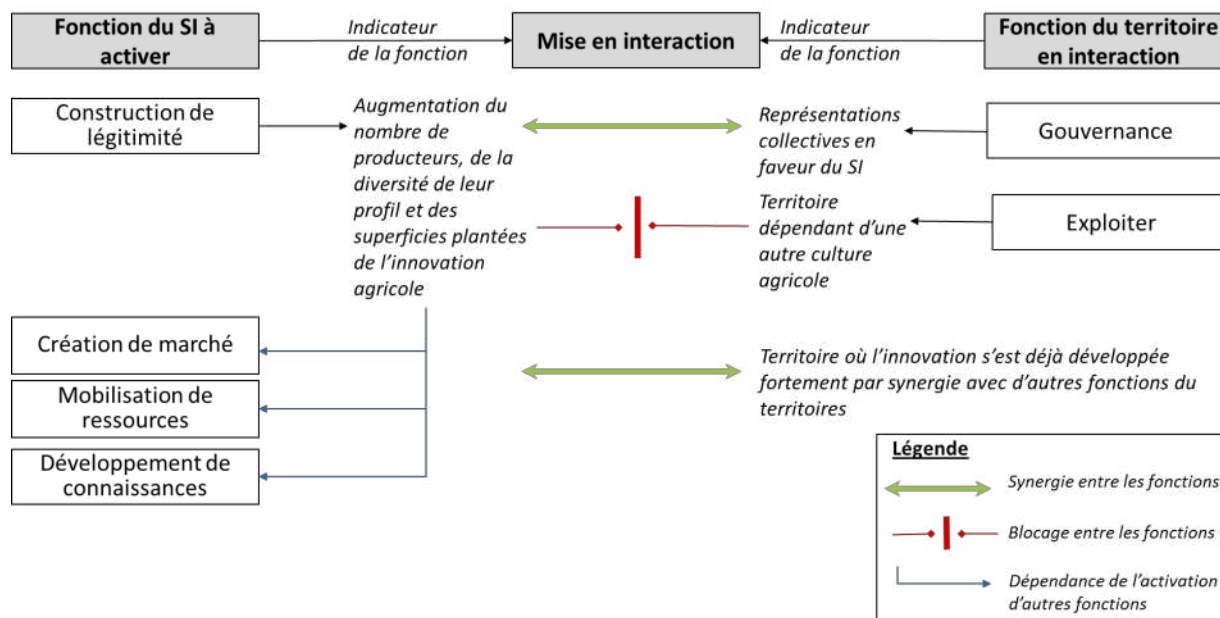 Fonction du SI à
activer
Indicateur
de la fonction
Mise en interaction
Indicateur
de la fonction
Fonction du territoire
en interaction
Construction de
légitimité
Augmentation du
nombre de
producteurs, de la
diversité de leur
profil et des
superficies plantées
de l'innovation
agricole
Représentations
collectives en
faveur du SI
Gouvernance
Territoire
dépendant d'une
autre culture
agricole
Exploiter
Création de marché
Mobilisation de
ressources
Développement de
connaissances
Territoire où l'innovation s'est déjà développée
fortement par synergie avec d'autres fonctions du
territoires
Légende
Synergie entre les fonctions
Blocage entre les fonctions
Dépendance de l'activation
d'autres fonctions